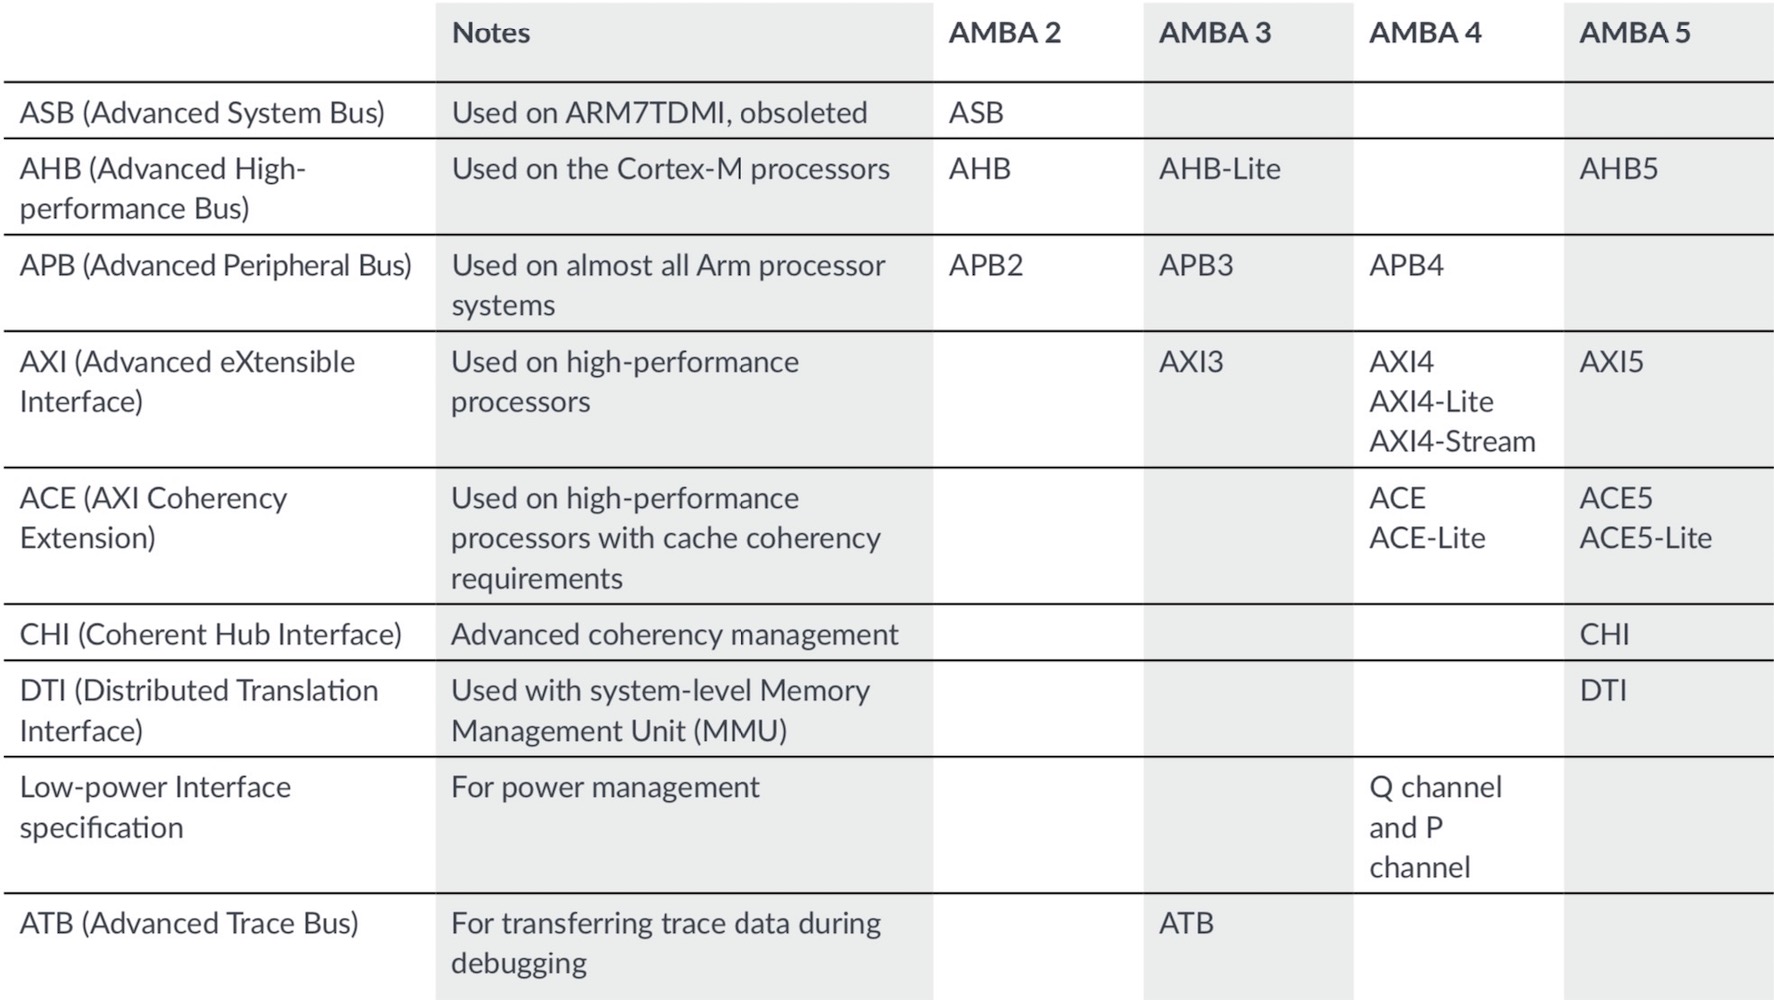 Notes AMBA 2 AMBA 3 AMBA 4 AMBA 5
ASB (Advanced System Bus) Used on ARM7TDMI, obsoleted ASB
AHB (Advanced High- Used on the Cortex-M processors AHB AHB-Lite AHB5
performance Bus)
APB (Advanced Peripheral Bus) Used on almost all Arm processor APB2 APB3 APB4
systems
AXI (Advanced eXtensible Used on high-performance AXI3 AXI4 AXI5
Interface) processors AXI4-Lite
AXI4-Stream
ACE (AXI Coherency Used on high-performance ACE ACE5
Extension) processors with cache coherency ACE-Lite ACE5-Lite
requirements
CHI (Coherent Hub Interface) Advanced coherency management CHI
DTI (Distributed Translation Used with system-level Memory DTI
Interface) Management Unit (MMU)
Low-power Interface For power management Q channel
specification and P
channel
ATB (Advanced Trace Bus) For transferring trace data during ATB
debugging